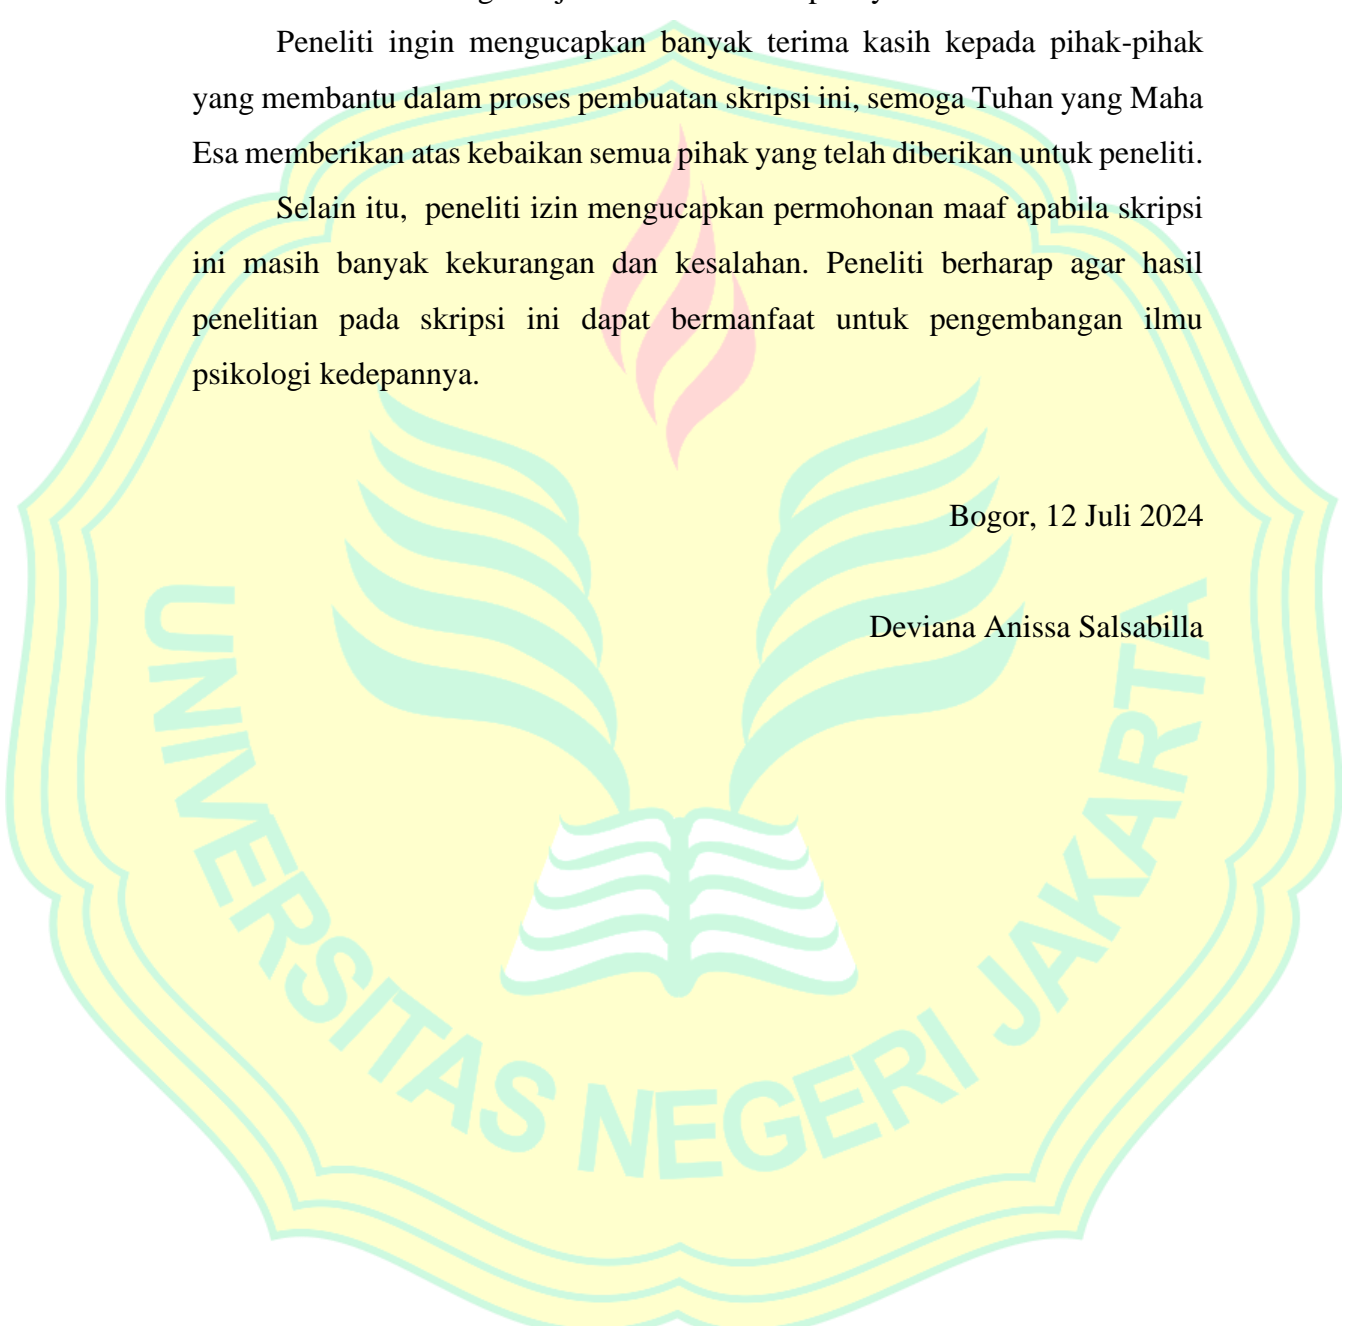 Peneliti ingin mengucapkan banyak terima kasih kepada pihak-pihak
yang membantu dalam proses pembuatan skripsi ini, semoga Tuhan yang Maha
Esa memberikan atas kebaikan semua pihak yang telah diberikan untuk peneliti.
Selain itu, peneliti izin mengucapkan permohonan maaf apabila skripsi
ini masih banyak kekurangan dan kesalahan. Peneliti berharap agar hasil
penelitian pada skripsi ini dapat bermanfaat untuk pengembangan ilmu
psikologi kedepannya.
Bogor, 12 Juli 2024
Deviana Anissa Salsabilla
UNIVERSITAS NEGERI JAKARTA